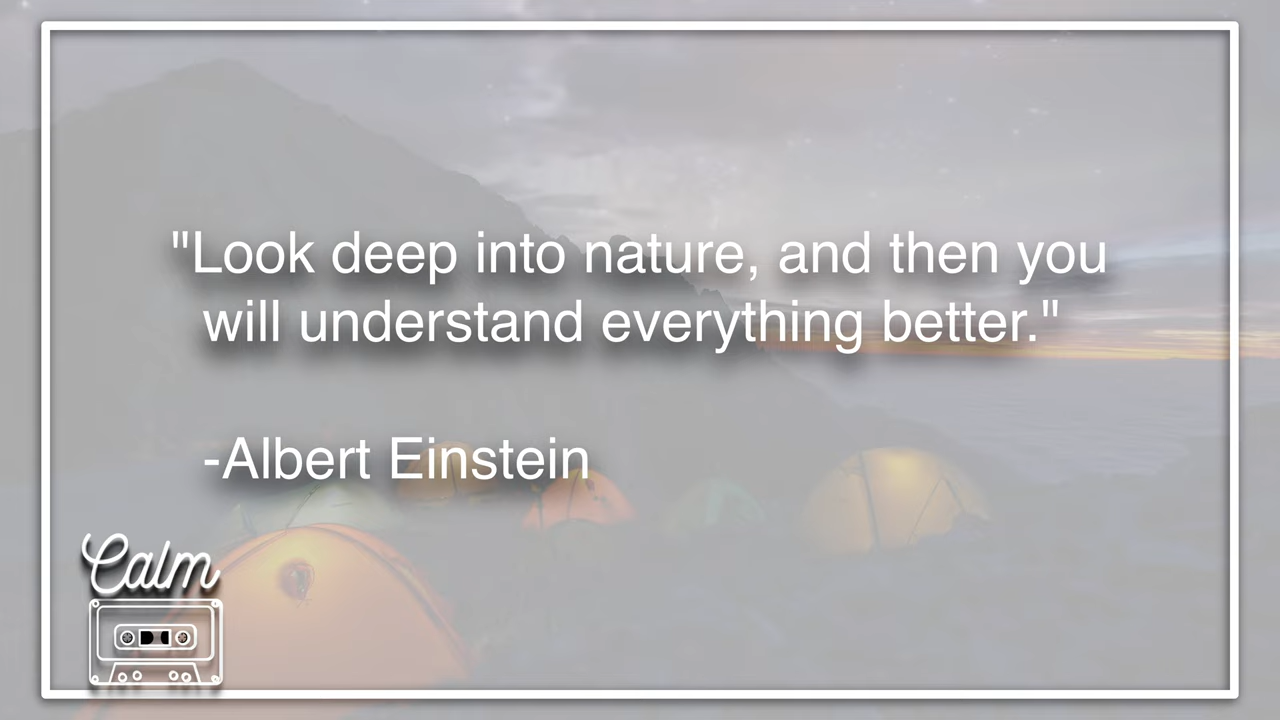 "Look deep into nature, and then you
will understand everything better."
-Albert Einstein
Calm